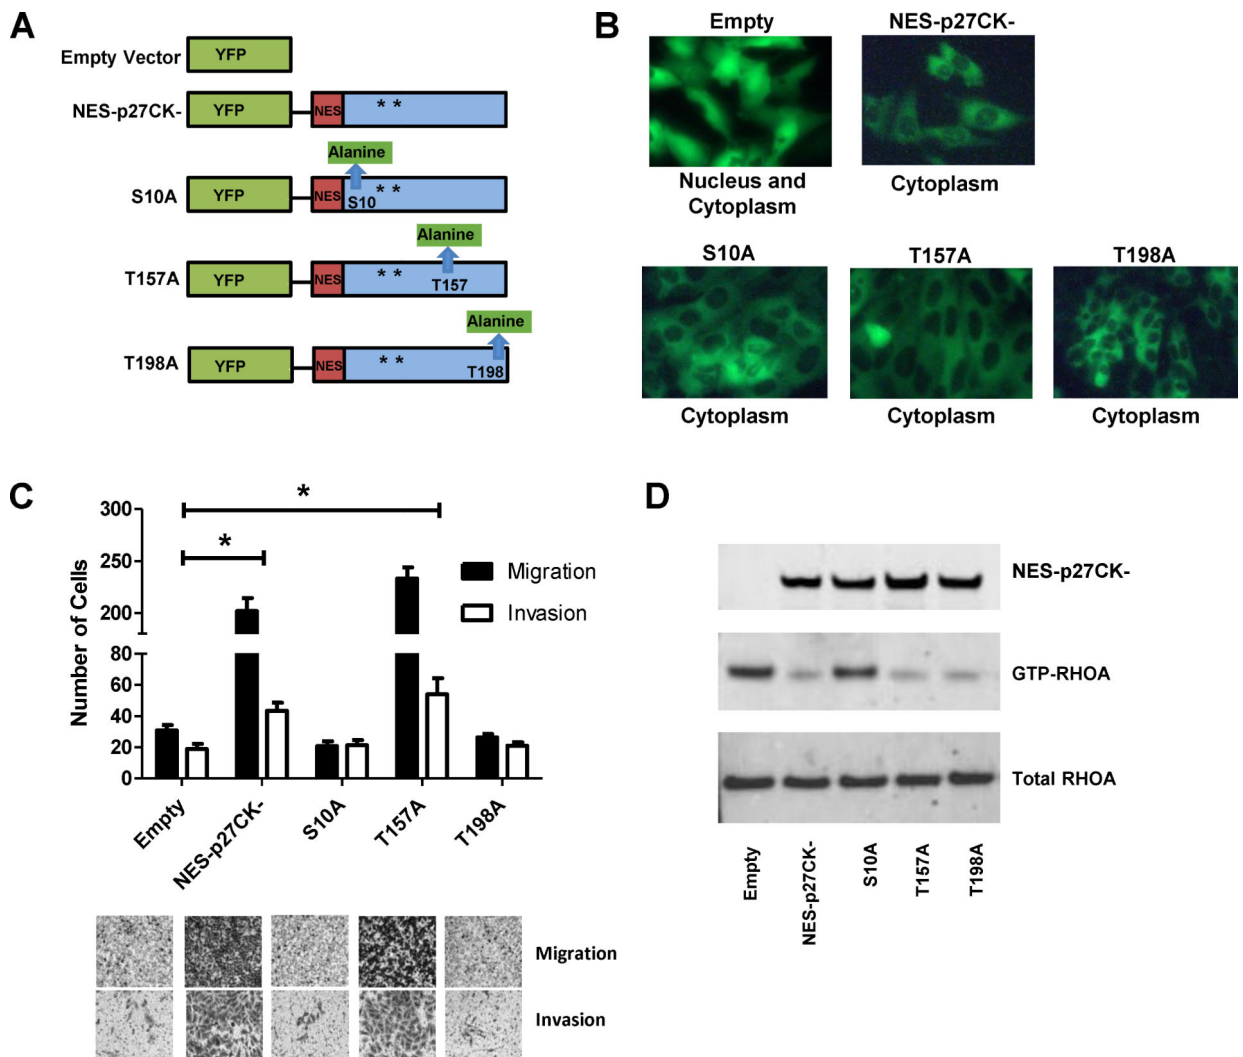 A
Empty Vector
YFP
NES-p27CK-
YFP
NES
* *
Alanine
S10A
YFP
NES
* *
S10
Alanine
T157A
YFP
NES
* *
T157
Alanine
T198A
YFP
NES
* *
T198
B
Empty
NES-p27CK-
Nucleus and
Cytoplasm
Cytoplasm
S10A
T157A
T198A
Cytoplasm
Cytoplasm
Cytoplasm
C
Number of Cells
300
250
200
80
60
40
20
0
*
*
Migration
Invasion
Empty
NES-p27CK-
S10A
T157A
T198A
Migration
Invasion
D
NES-p27CK-
GTP-RHOA
Total RHOA
Empty
NES-p27CK-
S10A
T157A
T198A